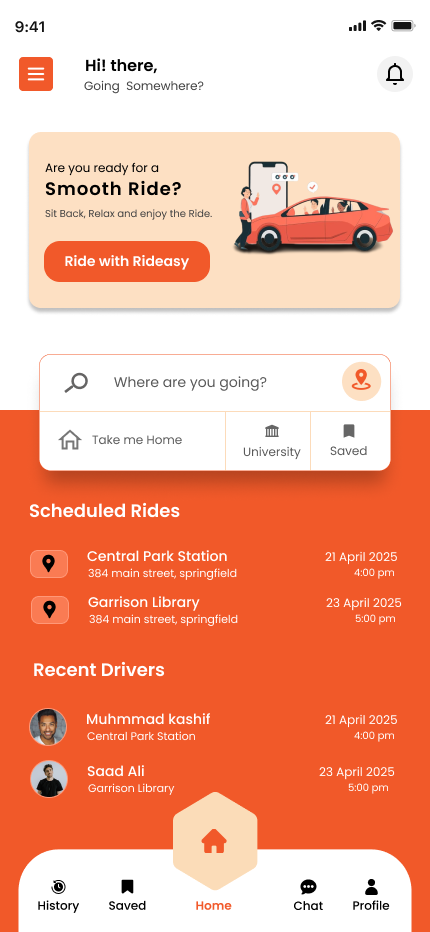 9:41
Hi! there,
Going Somewhere?
Are you ready for a
Smooth Ride?
Sit Back, Relax and enjoy the Ride.
Ride with Rideasy
Where are you going?
Take me Home
University
Saved
Scheduled Rides
Central Park Station
21 April 2025
384 main street, springfield
4:00 pm
Garrison Library
23 April 2025
384 main street, springfield
5:00 pm
Recent Drivers
Muhmmad kashif
21 April 2025
Central Park Station
4:00 pm
Saad Ali
23 April 2025
Garrison Library
5:00 pm
History
Saved
Home
Chat
Profile